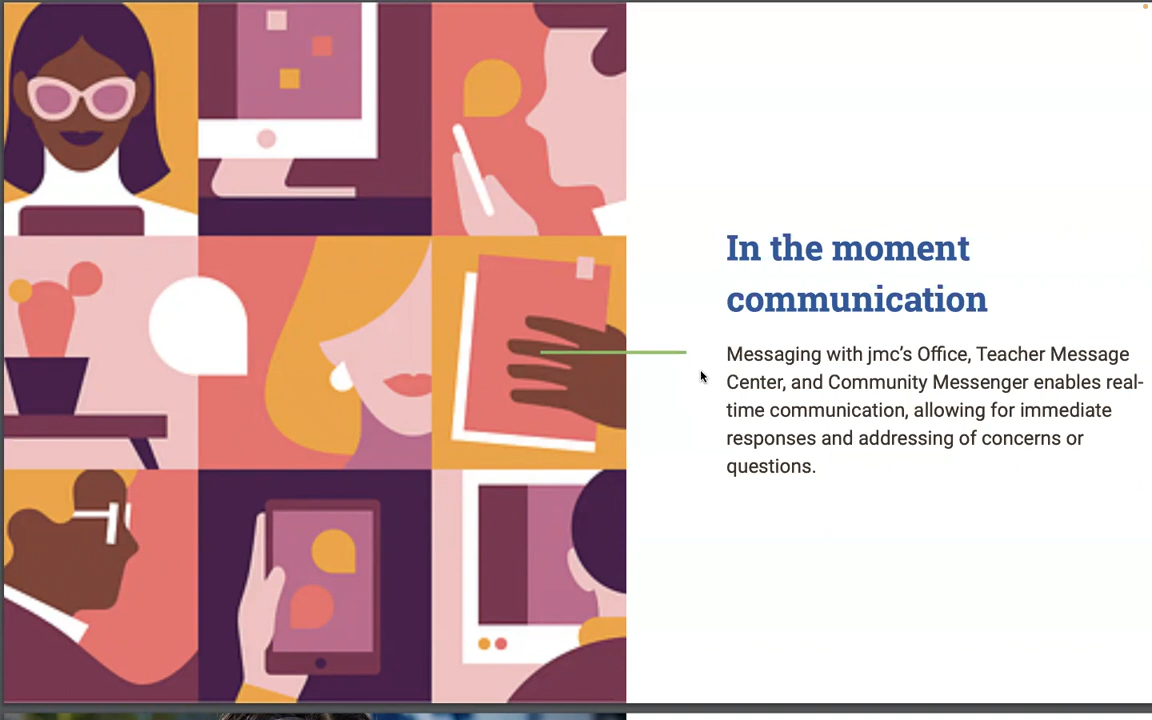 In the moment
communication
Messaging with jmc’s Office, Teacher Message
Center, and Community Messenger enables real-
time communication, allowing for immediate
responses and addressing of concerns or
questions.